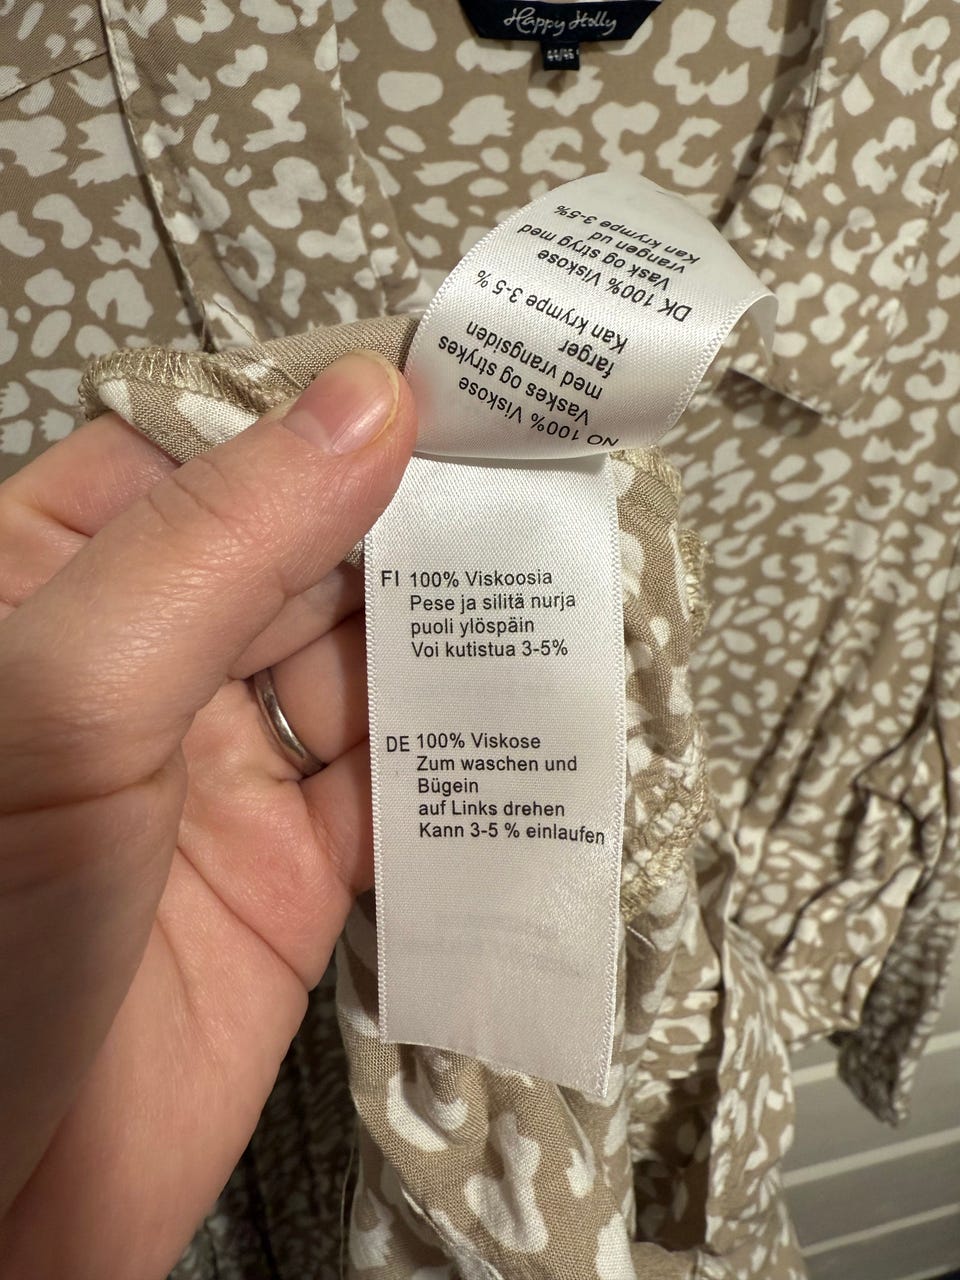 Happy Holly
44/46
NO 100% Viskose
Vaskes og strykes
med vrangsiden
farger
Kan krympe 3-5 %
DK 100% Viskose
Vask og stryg med
vrangen ud
Kan krympe 3-5%
FI 100% Viskoosia
Pese ja silitä nurja
puoli ylöspäin
Voi kutistua 3-5%
DE 100% Viskose
Zum waschen und
Bügein
auf Links drehen
Kann 3-5 % einlaufen